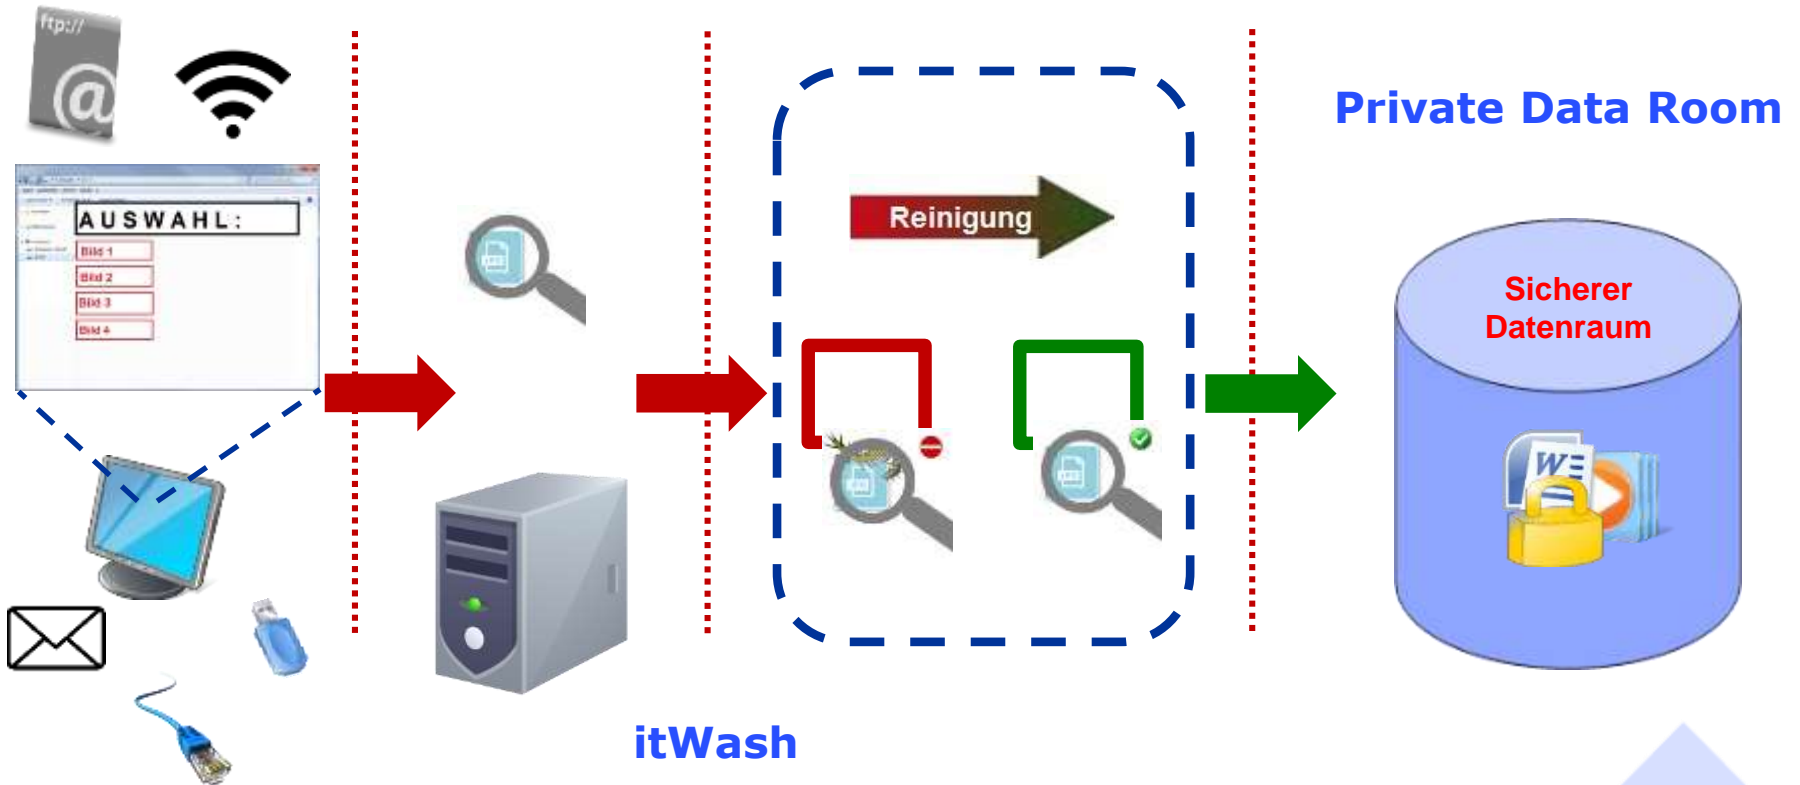 ftp://
@
AUSWAHL:
Bild 1
Bild 2
Bild 3
Bild 4
Reinigung
itWash
Private Data Room
Sicherer
Datenraum
W